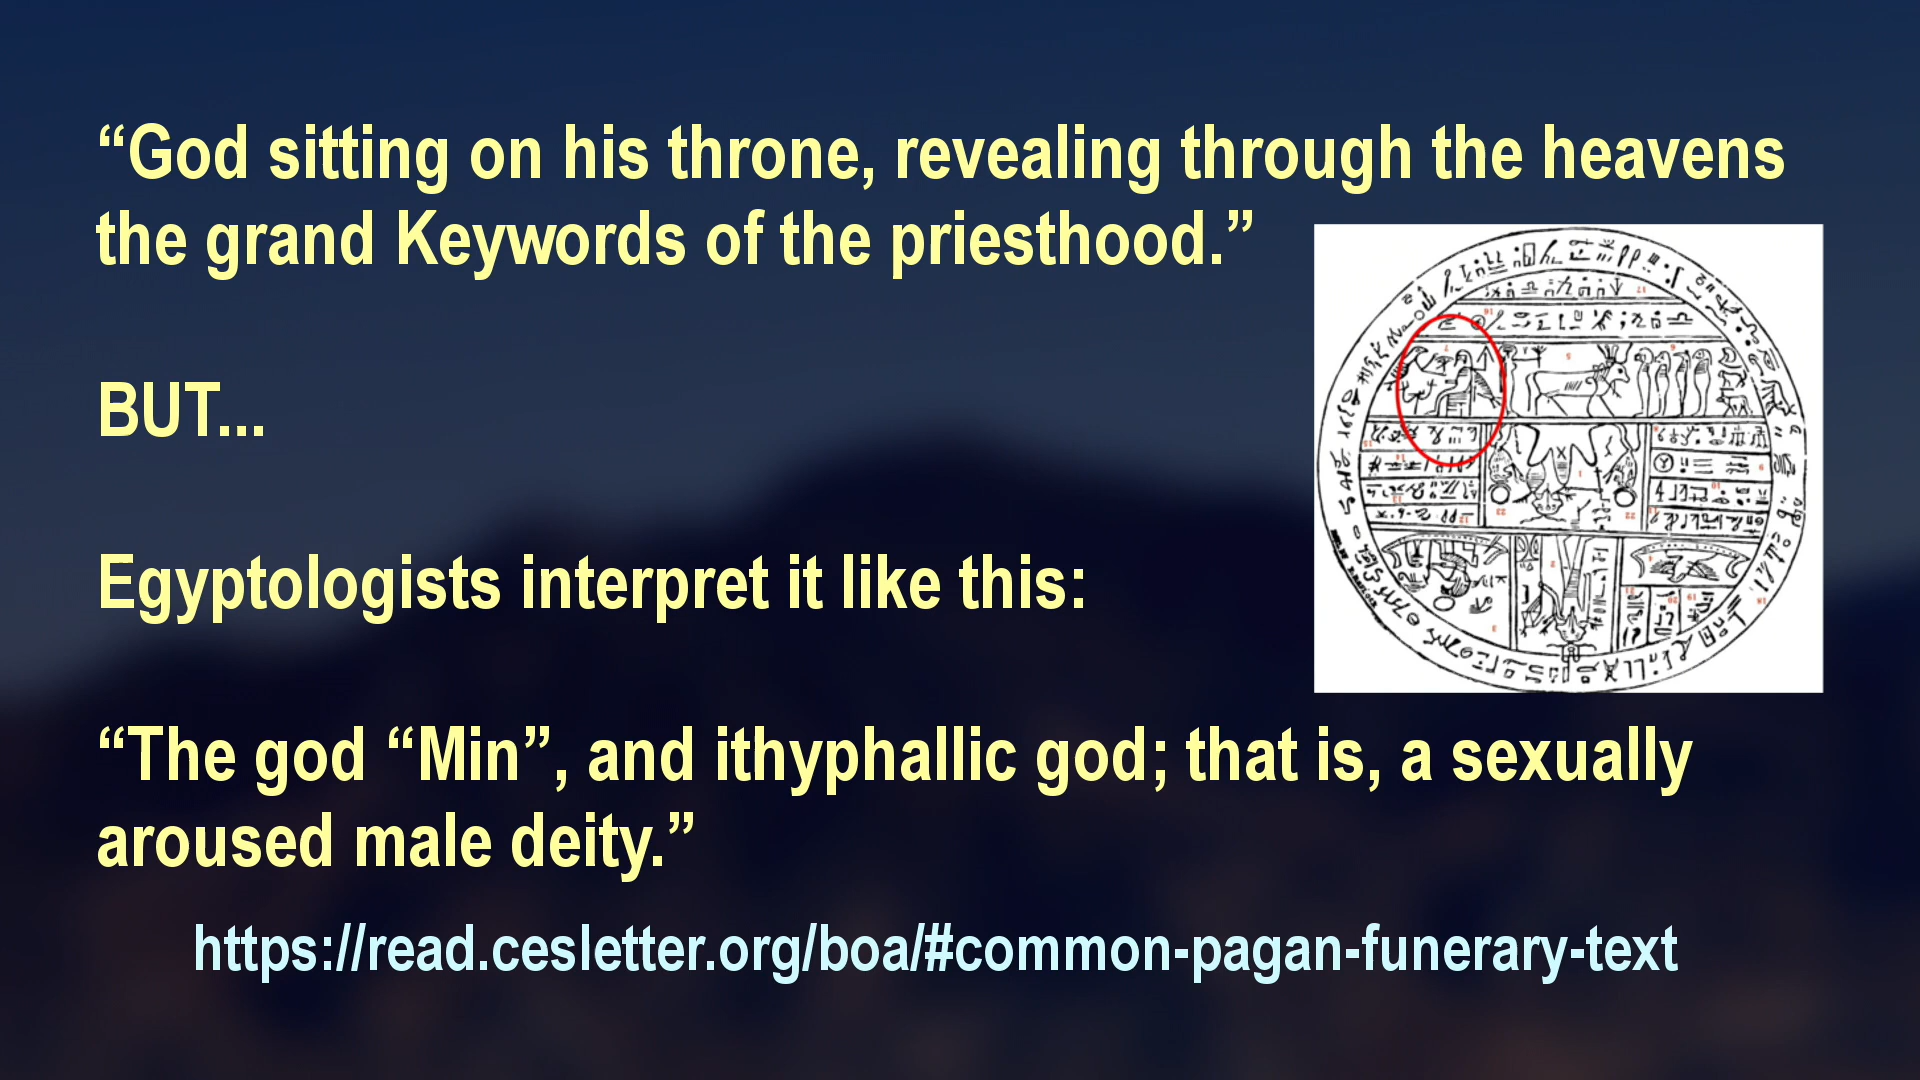 “God sitting on his throne, revealing through the heavens
the grand Keywords of the priesthood.”
BUT...
Egyptologists interpret it like this:
“The god “Min”, and ithyphallic god; that is, a sexually
aroused male deity.”
https://read.cesletter.org/boa/#common-pagan-funerary-text